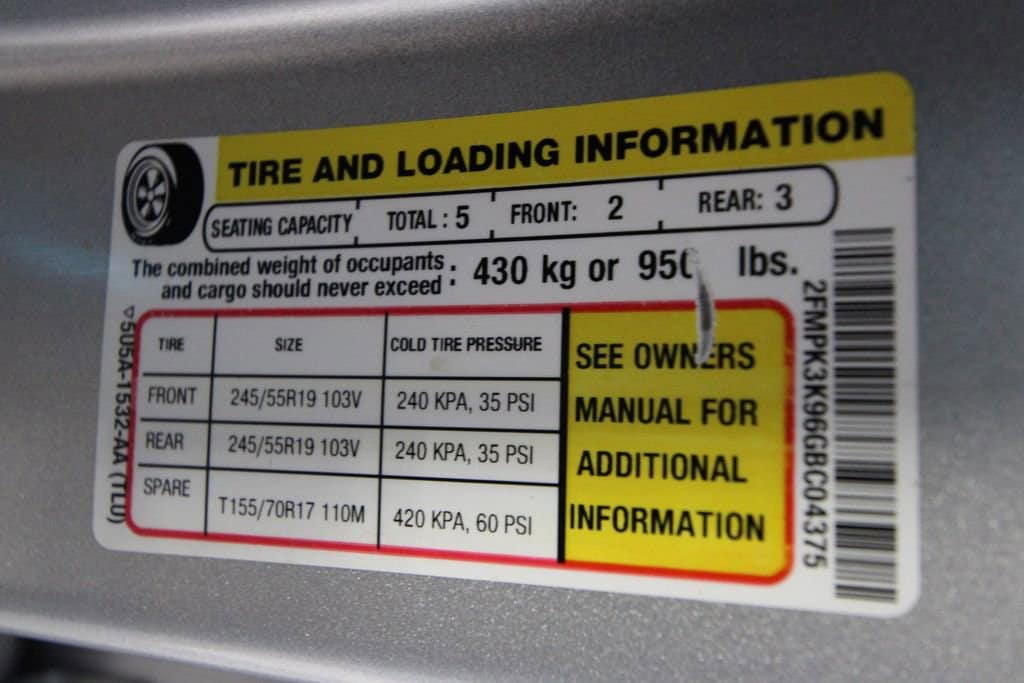 TIRE AND LOADING INFORMATION
SEATING CAPACITY TOTAL : 5 FRONT: 2 REAR: 3
The combined weight of occupants
and cargo should never exceed : 430 kg or 950 lbs.
TIRE SIZE COLD TIRE PRESSURE
FRONT 245/55R19 103V 240 KPA, 35 PSI
REAR 245/55R19 103V 240 KPA, 35 PSI
SPARE T155/70R17 110M 420 KPA, 60 PSI
SEE OWNERS
MANUAL FOR
ADDITIONAL
INFORMATION
5U5A-1532-AA (TLU)
2FMPK3K96GBC04375